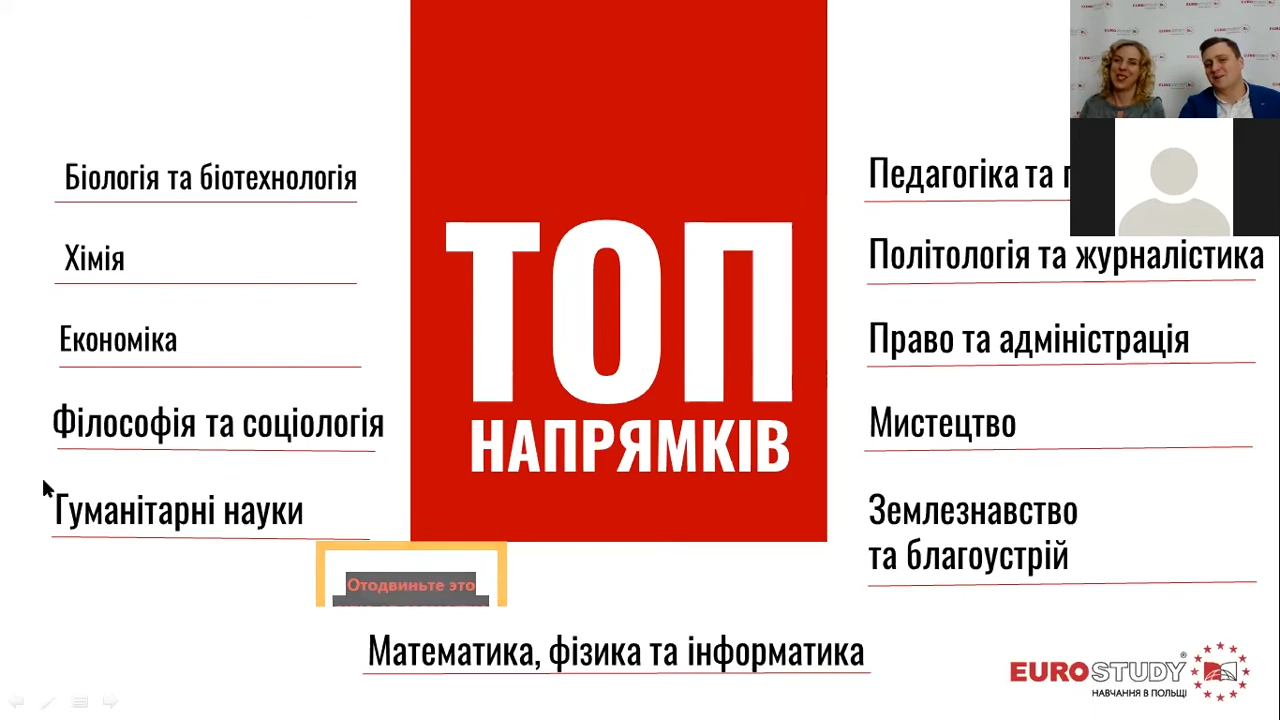 ТОП
НАПРЯМКІВ
Біологія та біотехнологія
Хімія
Економіка
Філософія та соціологія
Гуманітарні науки
Педагогіка та
Політологія та журналістика
Право та адміністрація
Мистецтво
Землезнавство
та благоустрій
Отодвиньте это
Математика, фізика та інформатика
EUROSTUDY®
НАВЧАННЯ В ПОЛЬЩІ